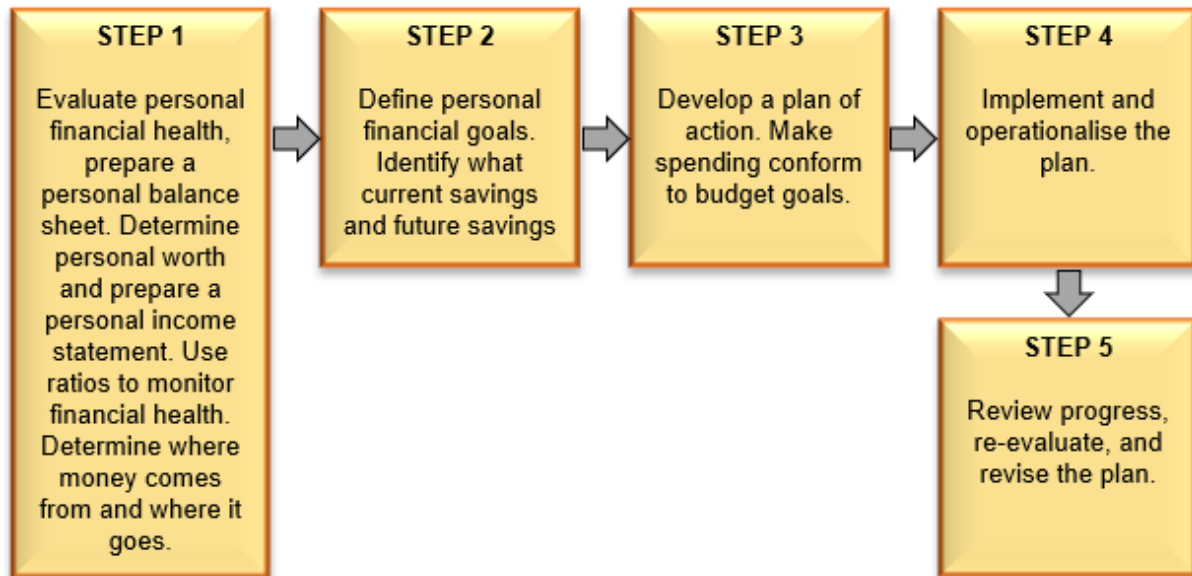 STEP 1
Evaluate personal
financial health,
prepare a
personal balance
sheet. Determine
personal worth
and prepare a
personal income
statement. Use
ratios to monitor
financial health.
Determine where
money comes
from and where it
goes.
STEP 2
Define personal
financial goals.
Identify what
current savings
and future savings
STEP 3
Develop a plan of
action. Make
spending conform
to budget goals.
STEP 4
Implement and
operationalise the
plan.
STEP 5
Review progress,
re-evaluate, and
revise the plan.